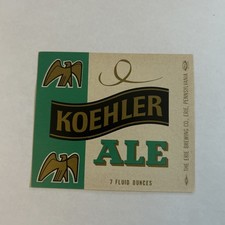 KOEHLER
ALE
7 FLUID OUNCES
THE ERIE BREWING CO., ERIE, PENNSYLVANIA